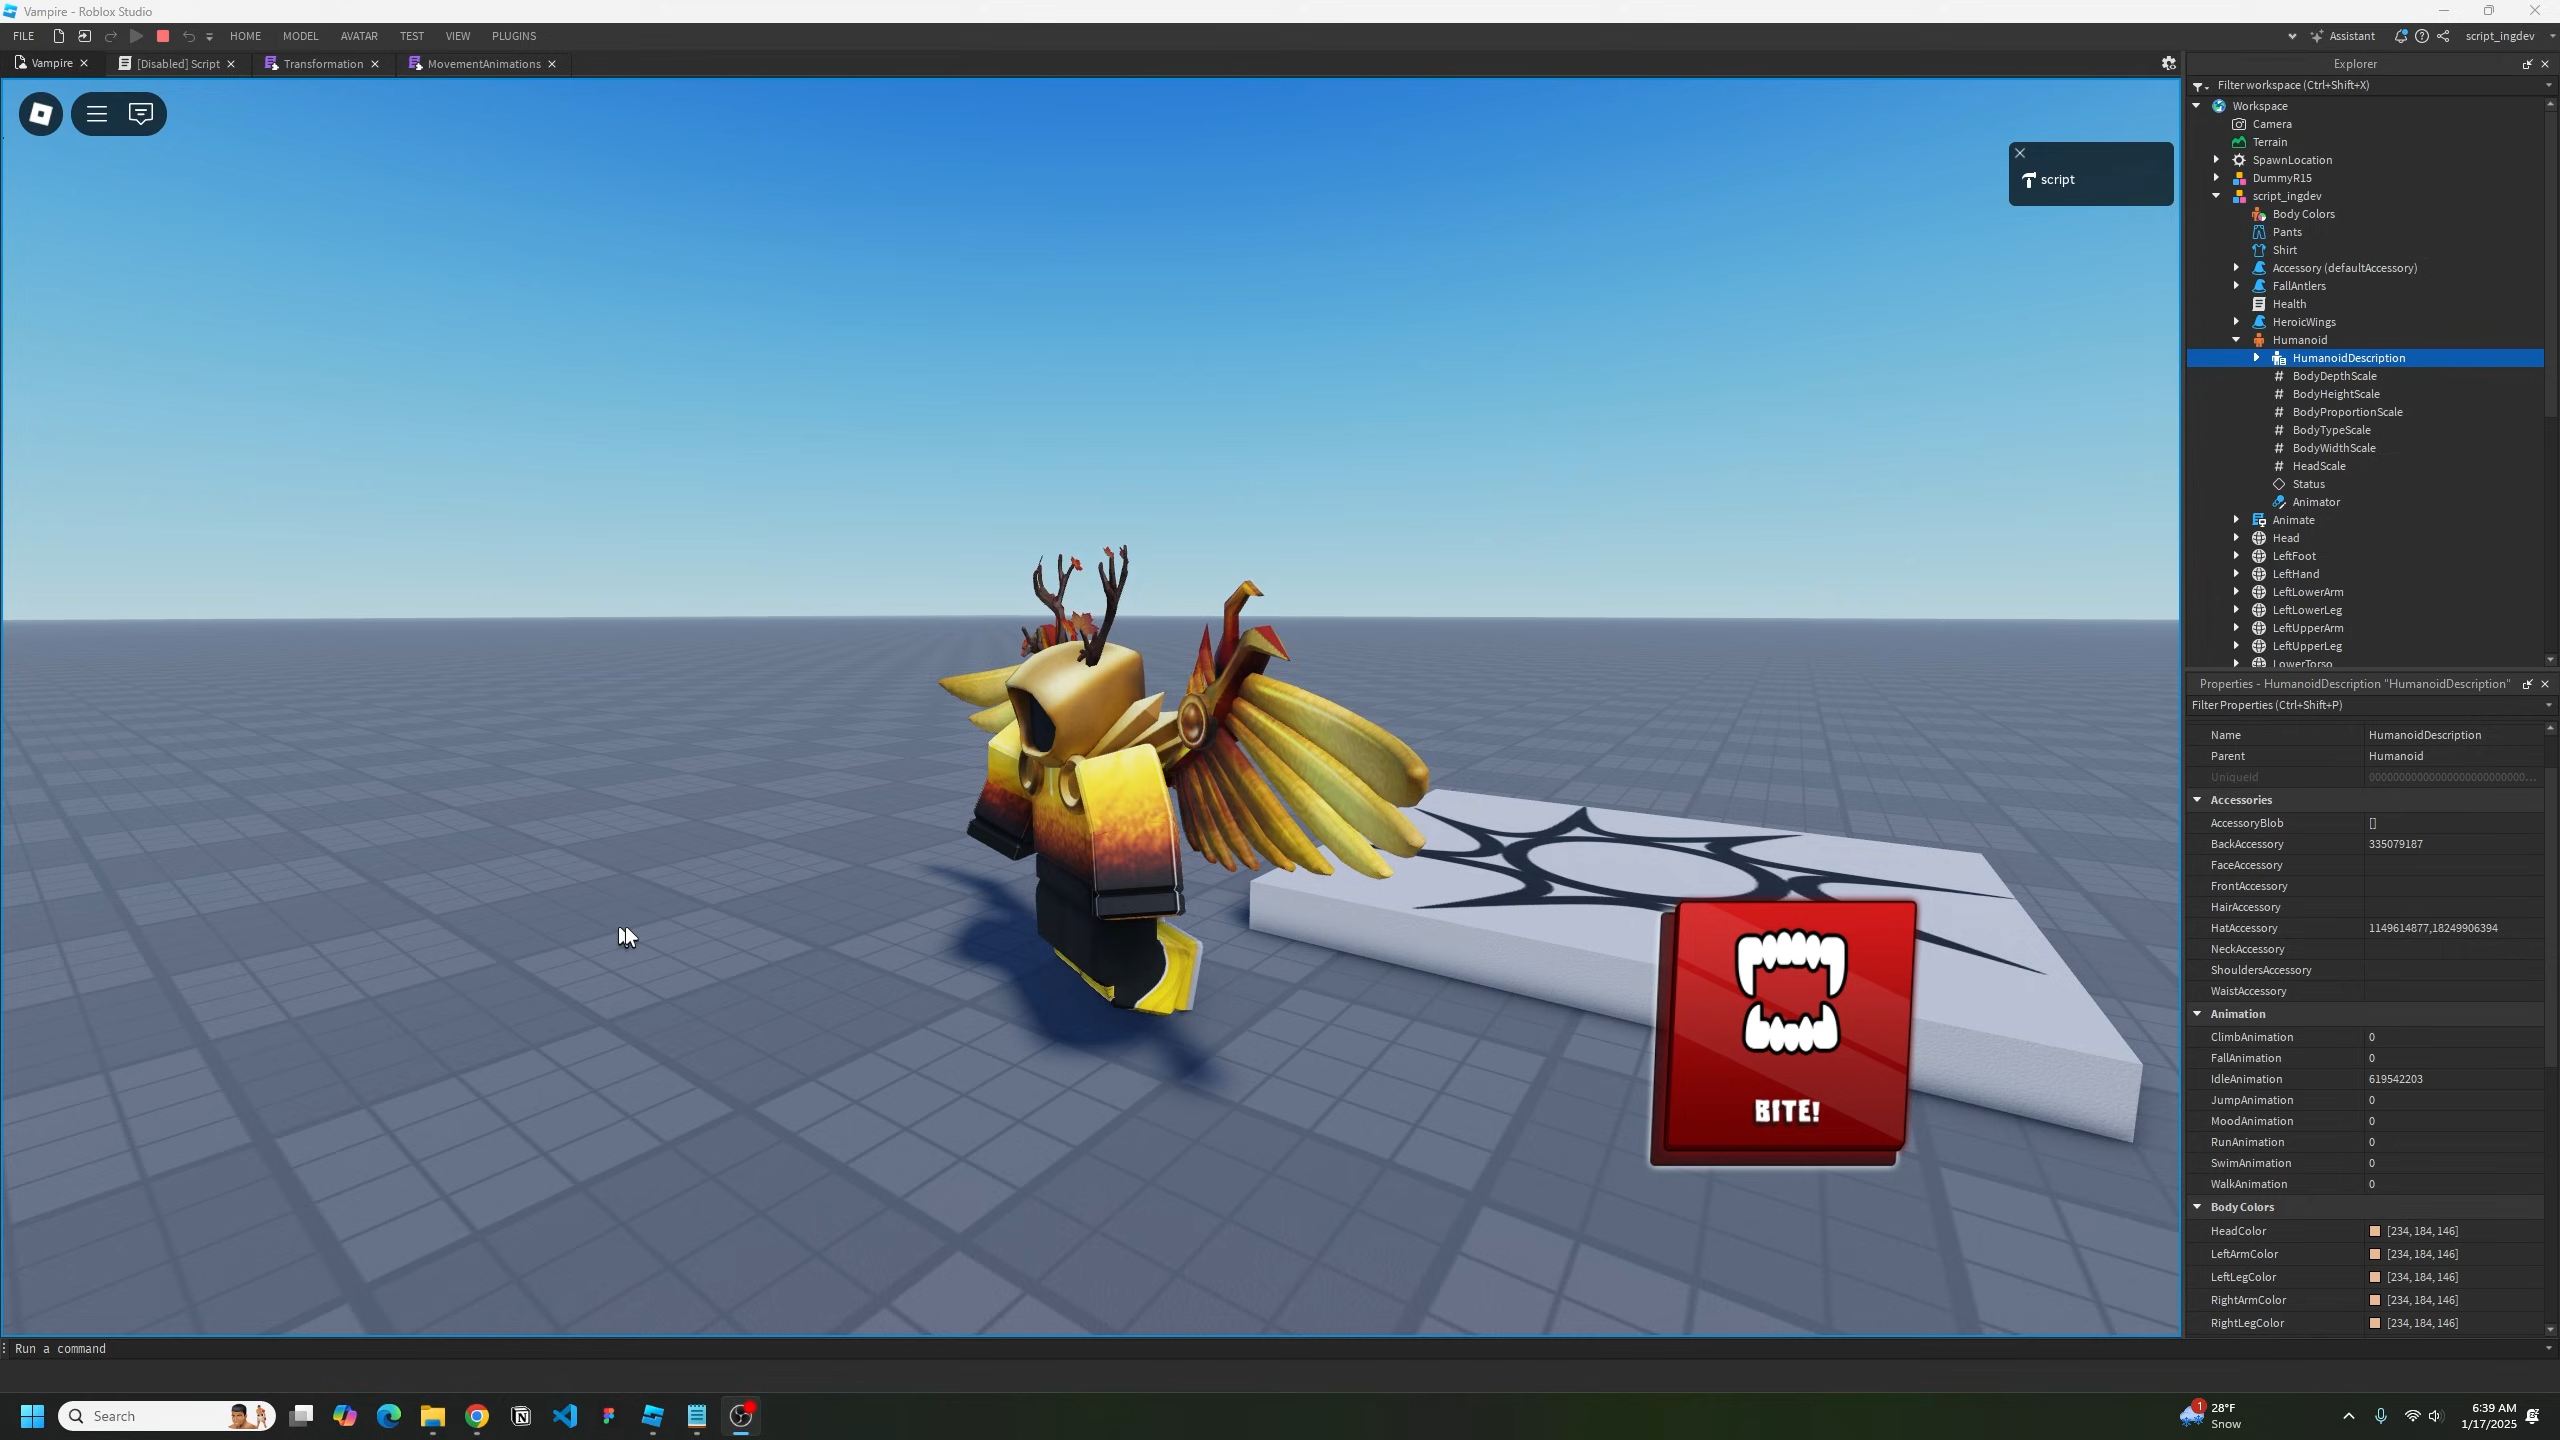 Vampire - Roblox Studio
FILE HOME MODEL AVATAR TEST VIEW PLUGINS Assistant script_ingdev
Vampire [Disabled] Script Transformation MovementAnimations
Explorer
Filter workspace (Ctrl+Shift+X)
Workspace
Camera
Terrain
SpawnLocation
DummyR15
script_ingdev
Body Colors
Pants
Shirt
Accessory (defaultAccessory)
FallAntlers
Health
HeroicWings
Humanoid
HumanoidDescription
# BodyDepthScale
# BodyHeightScale
# BodyProportionScale
# BodyTypeScale
# BodyWidthScale
# HeadScale
Status
Animator
Animate
Head
LeftFoot
LeftHand
LeftLowerArm
LeftLowerLeg
LeftUpperArm
LeftUpperLeg
LowerTorso
script
BITE!
Properties - HumanoidDescription "HumanoidDescription"
Filter Properties (Ctrl+Shift+P)
Name HumanoidDescription
Parent Humanoid
UniqueId
Accessories
AccessoryBlob []
BackAccessory 335079187
FaceAccessory
FrontAccessory
HairAccessory
HatAccessory 1149614877,18249906394
NeckAccessory
ShouldersAccessory
WaistAccessory
Animation
ClimbAnimation 0
FallAnimation 0
IdleAnimation 619542203
JumpAnimation 0
MoodAnimation 0
RunAnimation 0
SwimAnimation 0
WalkAnimation 0
Body Colors
HeadColor [234, 184, 146]
LeftArmColor [234, 184, 146]
LeftLegColor [234, 184, 146]
RightArmColor [234, 184, 146]
RightLegColor [234, 184, 146]
Run a command
Search
1
28°F
Snow
6:39 AM
1/17/2025